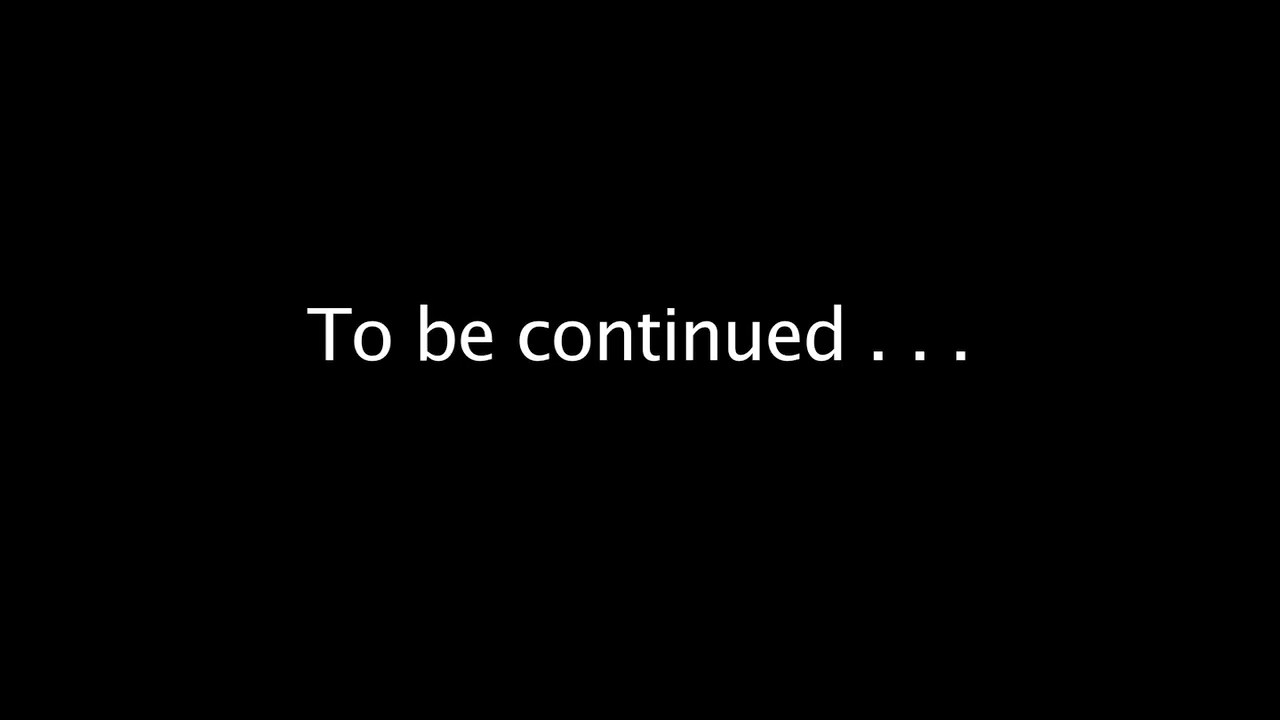 To be continued . . .